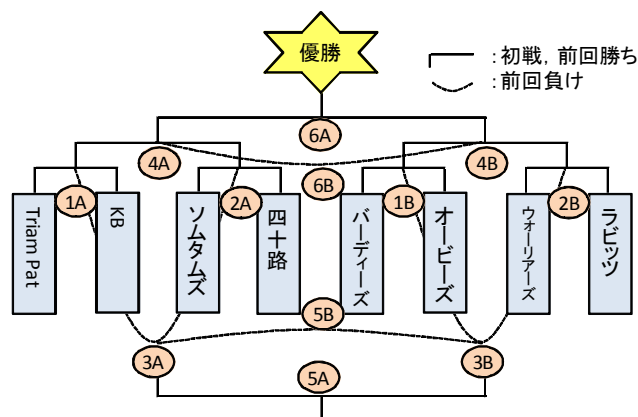 優勝
：初戦，前回勝ち
：前回負け
6A
4A
4B
6B
1A
2A
1B
2B
Triam Pat
KB
ソムタムズ
四十路
バーディーズ
オービーズ
ウォーリアーズ
ラビッツ
5B
3A
3B
5A